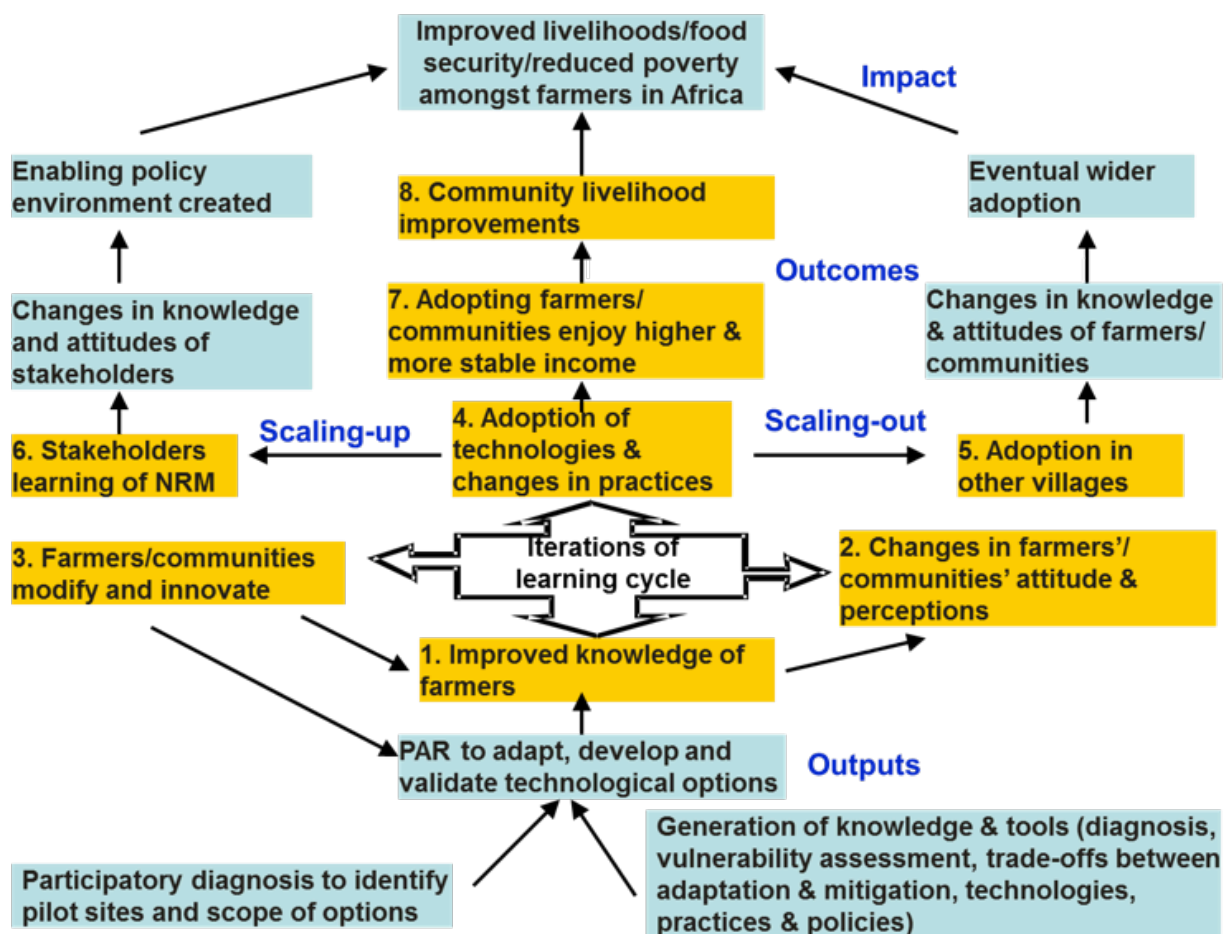 Improved livelihoods/food
security/reduced poverty
amongst farmers in Africa
Impact
Enabling policy
environment created
8. Community livelihood
improvements
Eventual wider
adoption
Outcomes
Changes in knowledge
and attitudes of
stakeholders
7. Adopting farmers/
communities enjoy higher &
more stable income
Changes in knowledge
& attitudes of farmers/
communities
Scaling-up
4. Adoption of
technologies &
changes in practices
Scaling-out
6. Stakeholders
learning of NRM
5. Adoption in
other villages
3. Farmers/communities
modify and innovate
Iterations of
learning cycle
2. Changes in farmers’/
communities’ attitude &
perceptions
1. Improved knowledge of
farmers
PAR to adapt, develop and
validate technological options
Outputs
Participatory diagnosis to identify
pilot sites and scope of options
Generation of knowledge & tools (diagnosis,
vulnerability assessment, trade-offs between
adaptation & mitigation, technologies,
practices & policies)